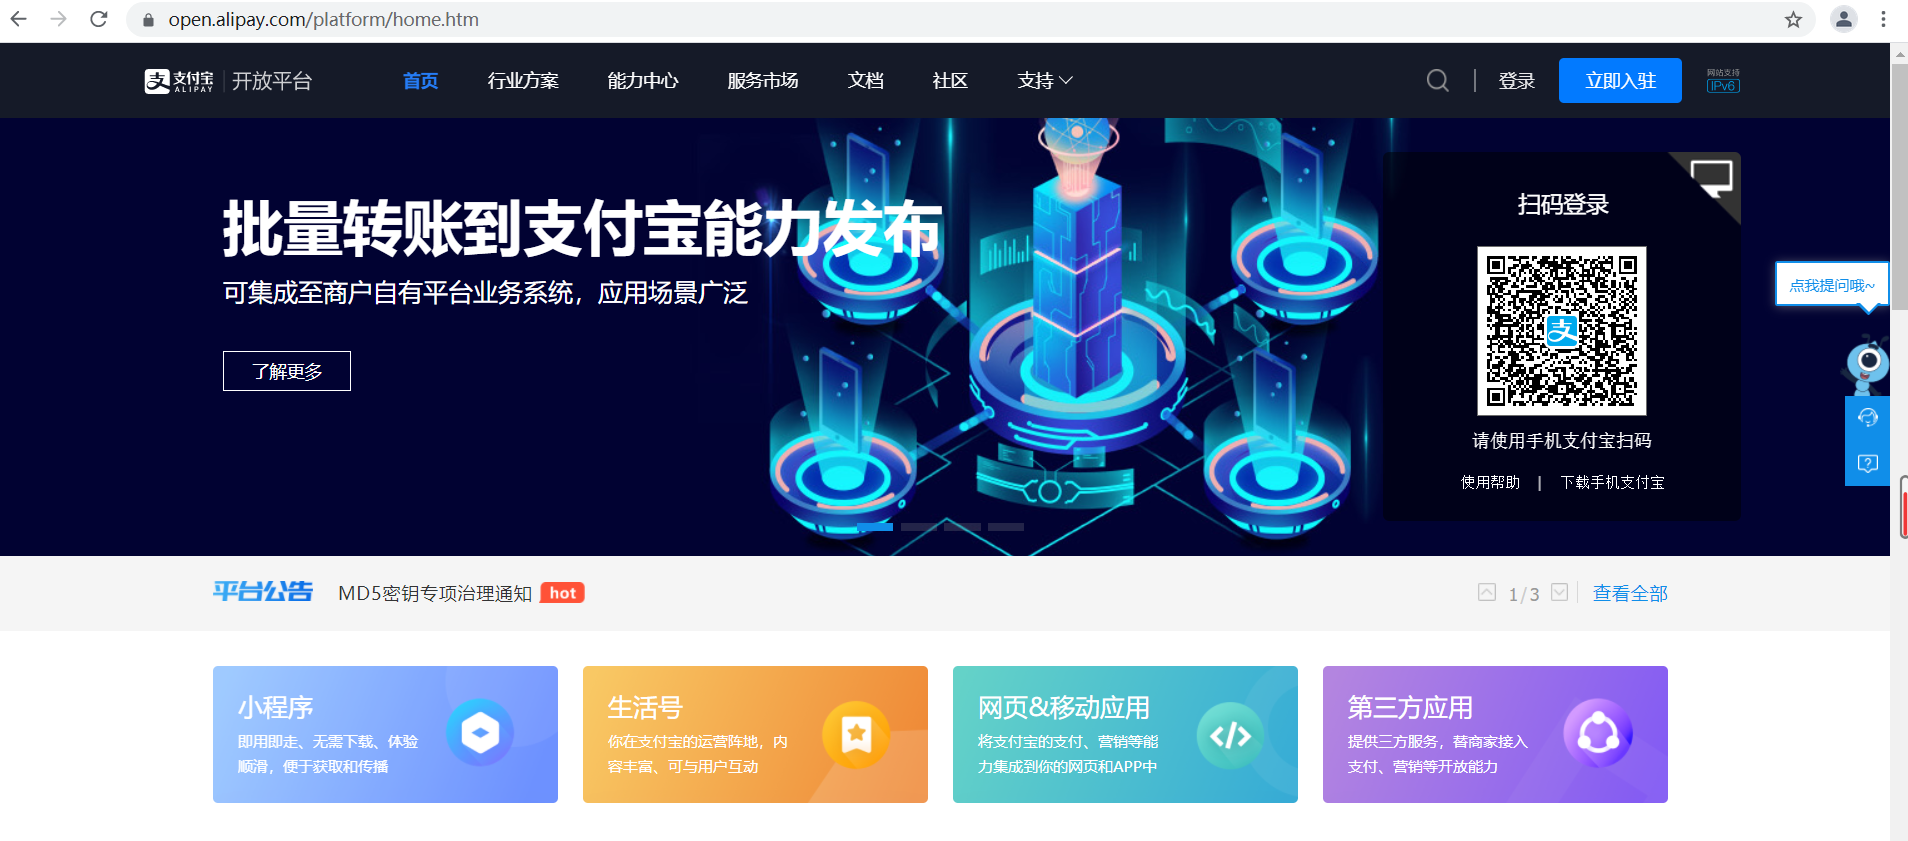 open.alipay.com/platform/home.htm
支 支付宝 ALIPAY 开放平台 首页 行业方案 能力中心 服务市场 文档 社区 支持 登录 立即入驻 网站支持 IPv6
批量转账到支付宝能力发布
可集成至商户自有平台业务系统，应用场景广泛
了解更多
扫码登录
支
请使用手机支付宝扫码
使用帮助 | 下载手机支付宝
点我提问哦~
平台公告 MD5密钥专项治理通知 hot 1/3 查看全部
小程序
即用即走、无需下载、体验
顺滑，便于获取和传播
生活号
你在支付宝的运营阵地，内
容丰富、可与用户互动
网页&移动应用
将支付宝的支付、营销等能
力集成到你的网页和APP中
第三方应用
提供三方服务，替商家接入
支付、营销等开放能力